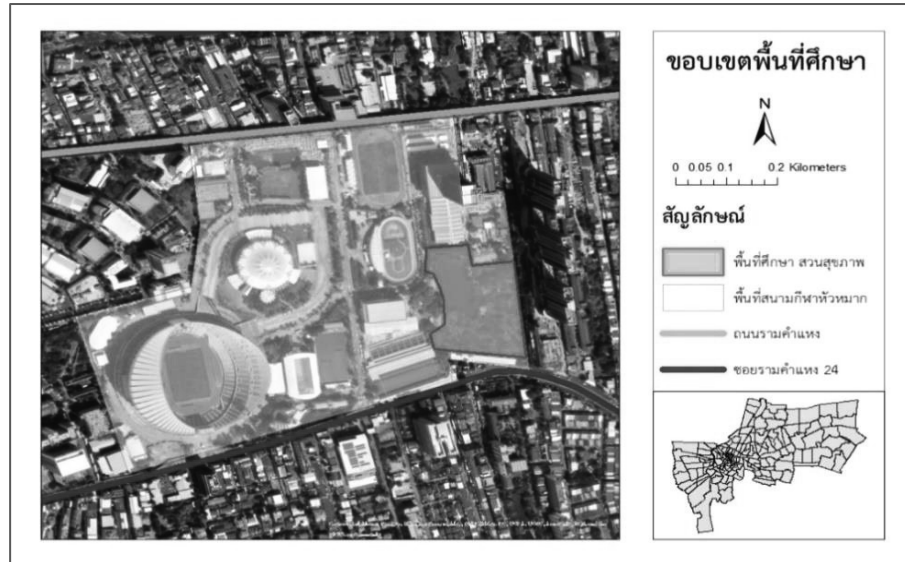 ขอบเขตพื้นที่ศึกษา
N
0 0.05 0.1 0.2 Kilometers
สัญลักษณ์
พื้นที่ศึกษา สวนสุขภาพ
พื้นที่สนามกีฬาหัวหมาก
ถนนรามคำแหง
ซอยรามคำแหง 24